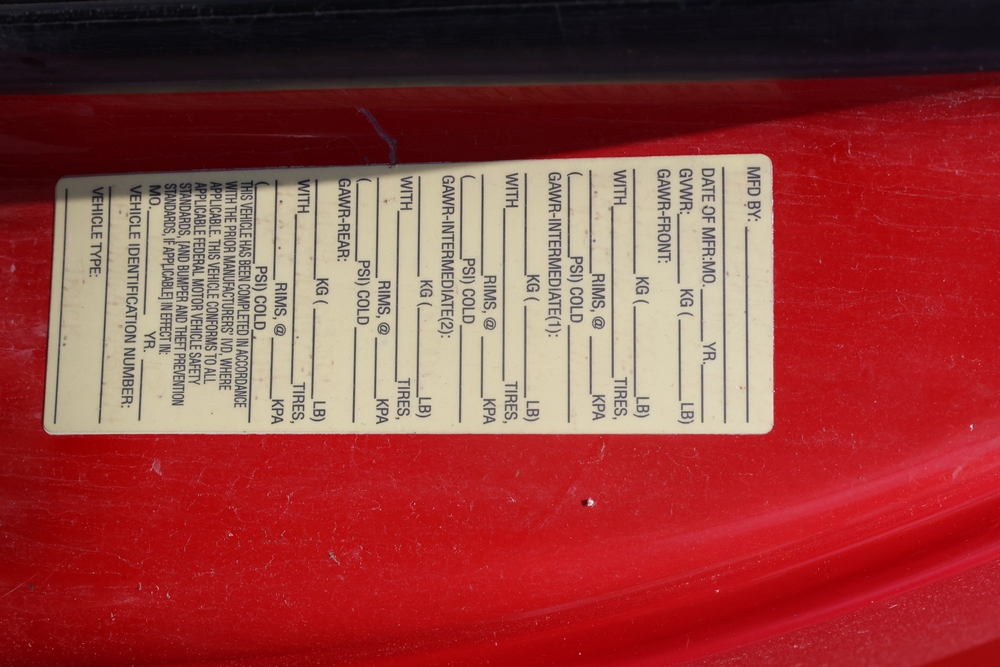 MFD BY:
DATE OF MFR:MO. YR.
GVWR: KG ( LB)
GAWR-FRONT:
KG ( LB)
WITH TIRES,
RIMS, @ KPA
( PSI) COLD
GAWR-INTERMEDIATE(1):
KG ( LB)
WITH TIRES,
RIMS, @ KPA
( PSI) COLD
GAWR-INTERMEDIATE(2):
KG ( LB)
WITH TIRES,
RIMS, @ KPA
( PSI) COLD
GAWR-REAR:
KG ( LB)
WITH TIRES,
RIMS, @ KPA
( PSI) COLD
THIS VEHICLE HAS BEEN COMPLETED IN ACCORDANCE
WITH THE PRIOR MANUFACTURERS' IVD, WHERE
APPLICABLE. THIS VEHICLE CONFORMS TO ALL
APPLICABLE FEDERAL MOTOR VEHICLE SAFETY
STANDARDS, [AND BUMPER AND THEFT PREVENTION
STANDARDS, IF APPLICABLE] IN EFFECT IN:
MO. YR.
VEHICLE IDENTIFICATION NUMBER:
VEHICLE TYPE: